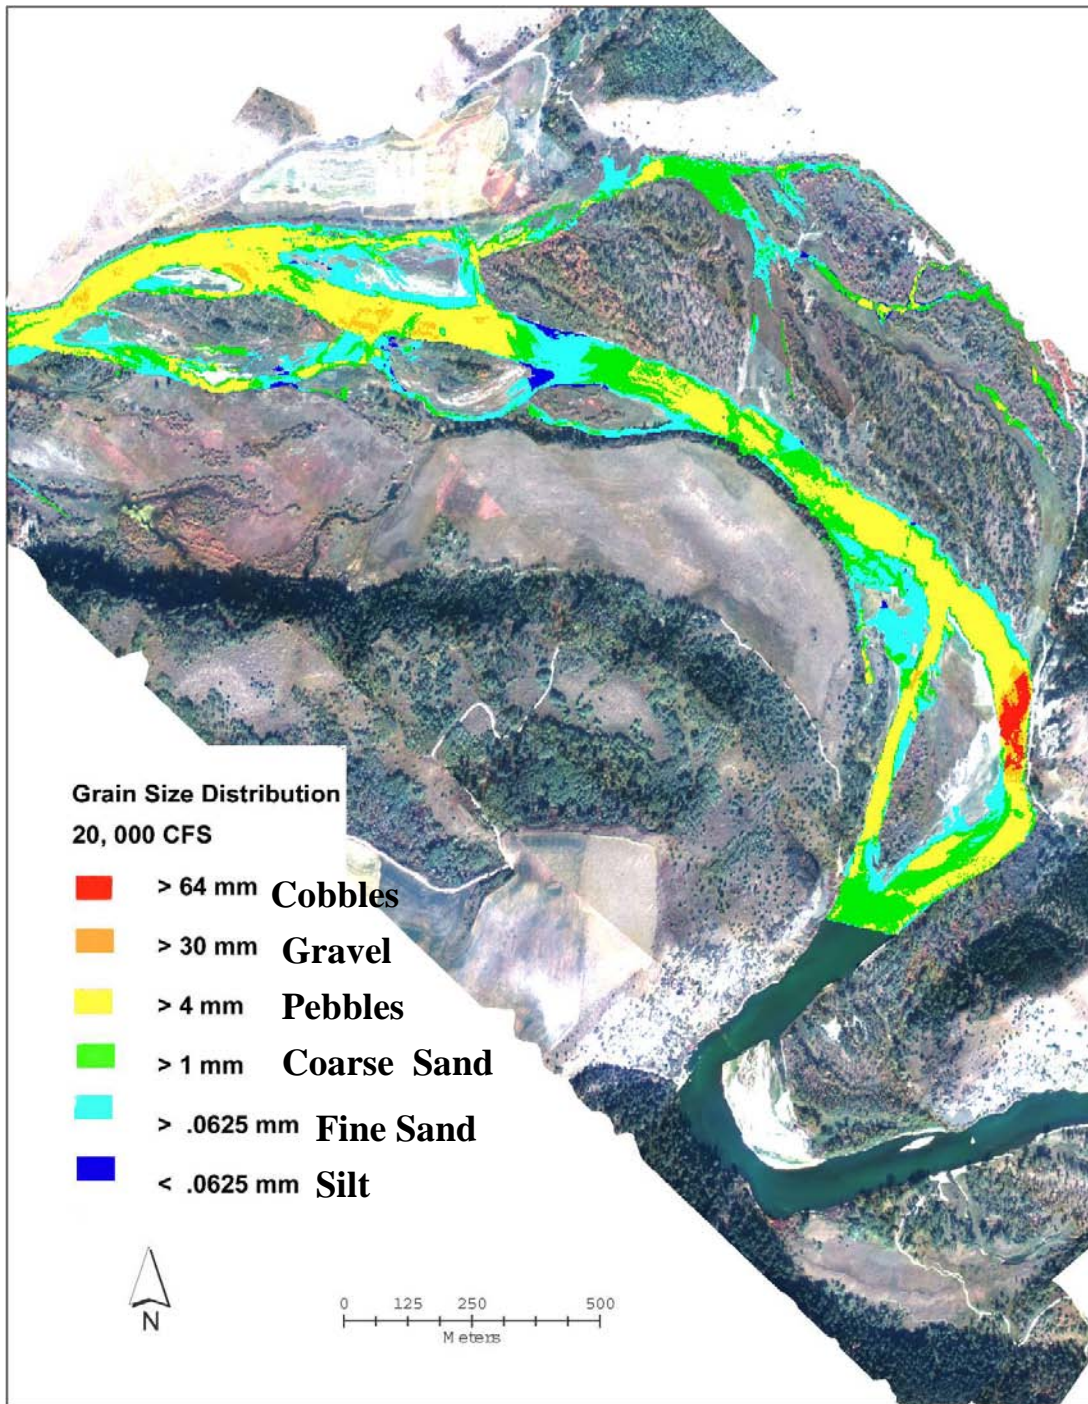 Grain Size Distribution
20, 000 CFS
> 64 mm Cobbles
> 30 mm Gravel
> 4 mm Pebbles
> 1 mm Coarse Sand
> .0625 mm Fine Sand
< .0625 mm Silt
N
0 125 250 500
Meters